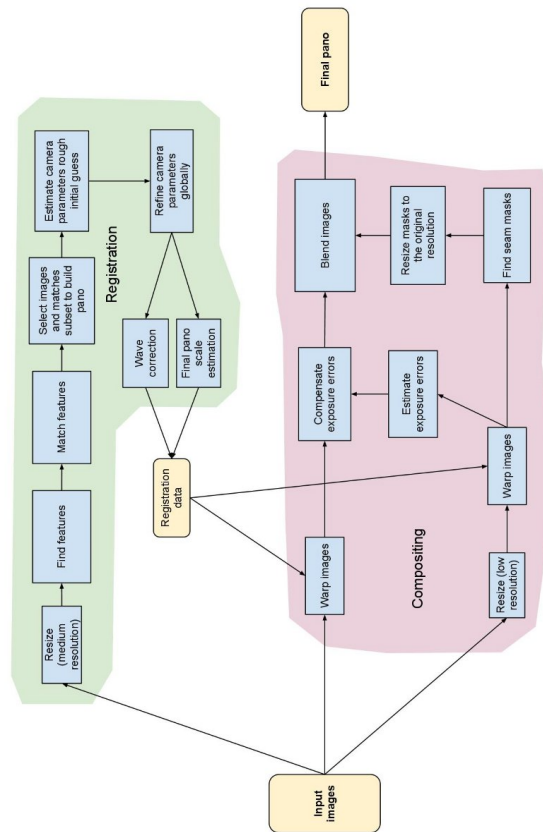 Input
images
Resize
(medium
resolution)
Find features
Match features
Select images
and matches
subset to build
pano
Estimate camera
parameters rough
initial guess
Registration
Refine camera
parameters
globally
Wave
correction
Final pano
scale
estimation
Registration
data
Warp images
Compensate
exposure errors
Blend images
Final pano
Estimate
exposure errors
Resize masks to
the original
resolution
Compositing
Resize (low
resolution)
Warp images
Find seam masks